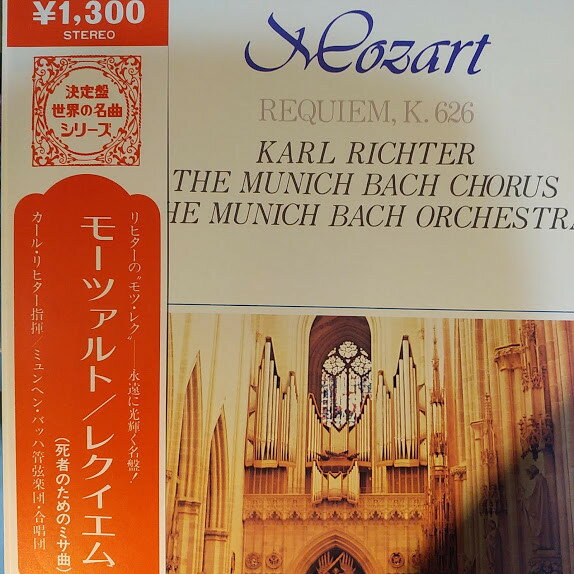 ¥1,300
STEREO
決定盤
世界の名曲
シリーズ
リヒターの〝モツ・レク〟——永遠に光輝く名盤！
モーツァルト／レクイエム
(死者のためのミサ曲)
カール・リヒター指揮／ミュンヘン・バッハ管弦楽団・合唱団
Mozart
REQUIEM, K. 626
KARL RICHTER
THE MUNICH BACH CHORUS
HE MUNICH BACH ORCHESTRA